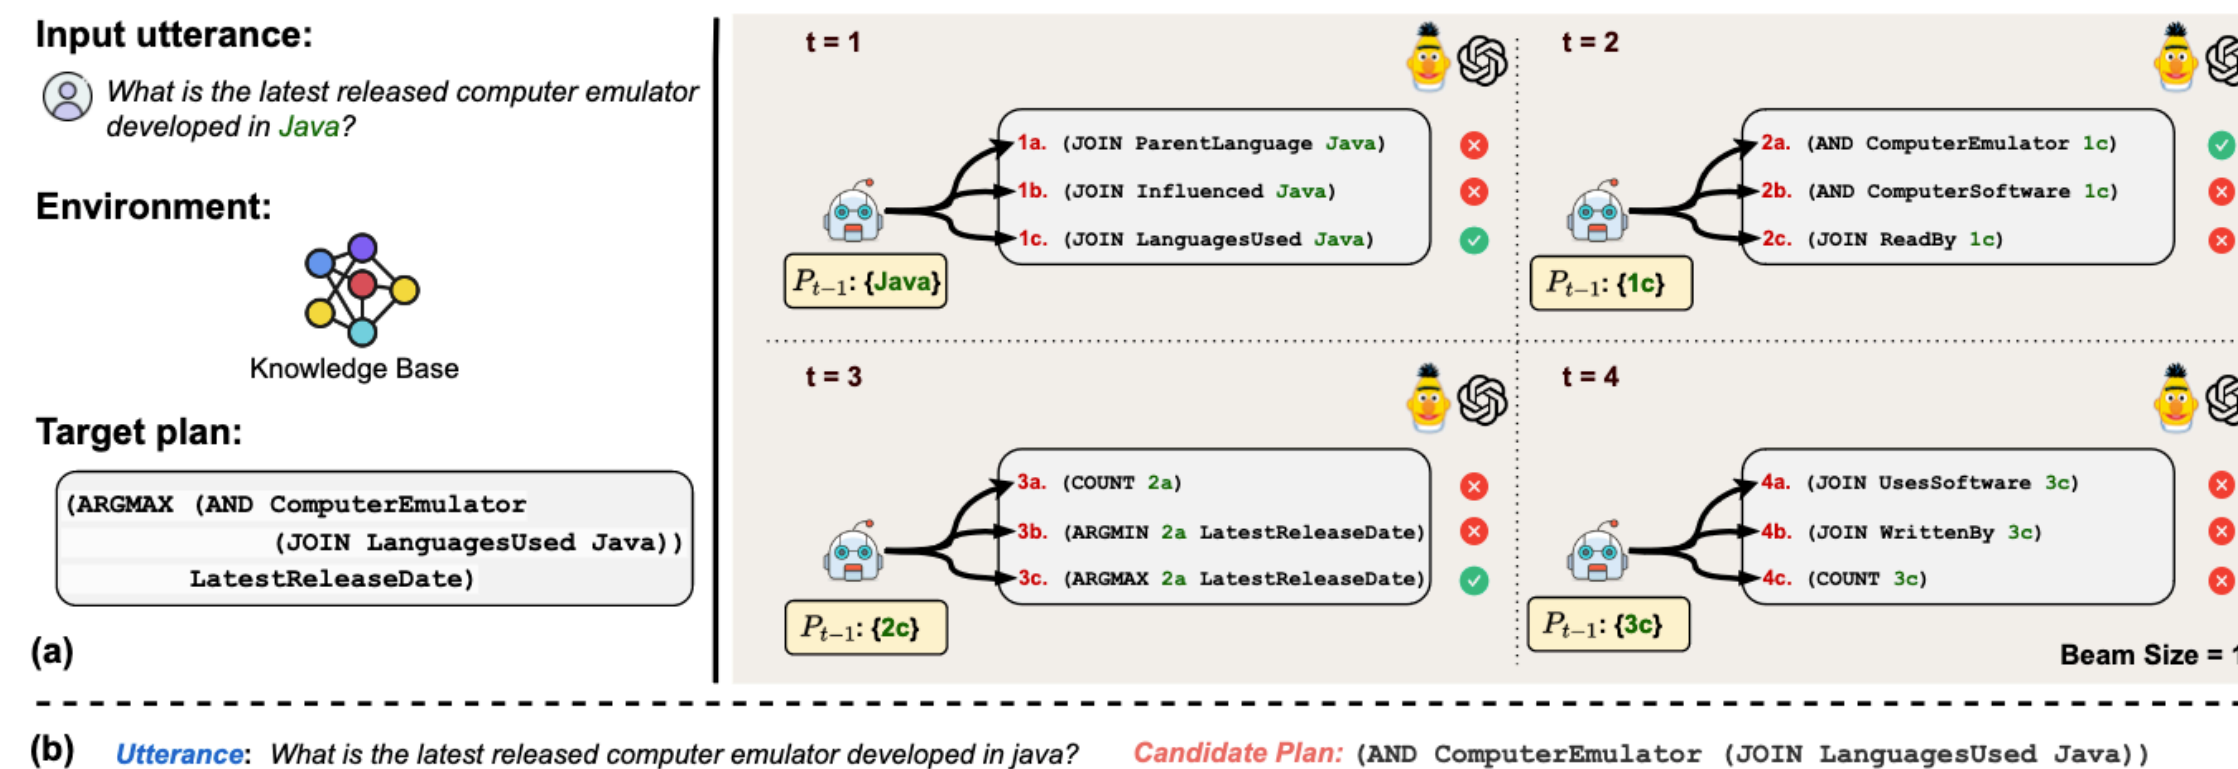 Input utterance:
What is the latest released computer emulator
developed in Java?
Environment:
Knowledge Base
Target plan:
(ARGMAX (AND ComputerEmulator
(JOIN LanguagesUsed Java))
LatestReleaseDate)
(a)
t = 1
1a. (JOIN ParentLanguage Java)
1b. (JOIN Influenced Java)
1c. (JOIN LanguagesUsed Java)
P_{t−1}: {Java}
t = 2
2a. (AND ComputerEmulator 1c)
2b. (AND ComputerSoftware 1c)
2c. (JOIN ReadBy 1c)
P_{t−1}: {1c}
t = 3
3a. (COUNT 2a)
3b. (ARGMIN 2a LatestReleaseDate)
3c. (ARGMAX 2a LatestReleaseDate)
P_{t−1}: {2c}
t = 4
4a. (JOIN UsesSoftware 3c)
4b. (JOIN WrittenBy 3c)
4c. (COUNT 3c)
P_{t−1}: {3c}
Beam Size = 1
(b) Utterance: What is the latest released computer emulator developed in java? Candidate Plan: (AND ComputerEmulator (JOIN LanguagesUsed Java))